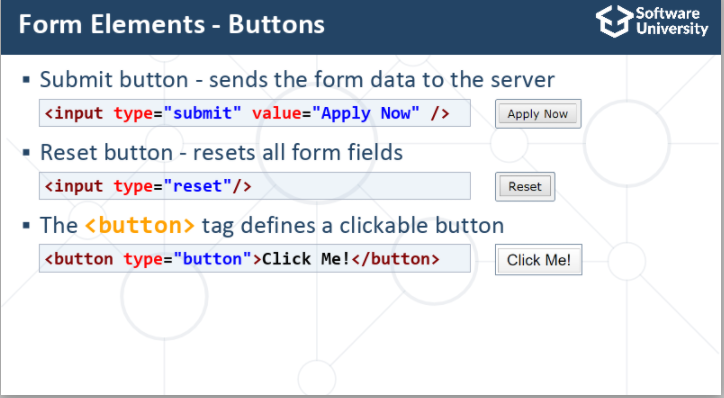 Form Elements - Buttons
Software
University
▪ Submit button - sends the form data to the server
<input type="submit" value="Apply Now" />
Apply Now
▪ Reset button - resets all form fields
<input type="reset"/>
Reset
▪ The <button> tag defines a clickable button
<button type="button">Click Me!</button>
Click Me!